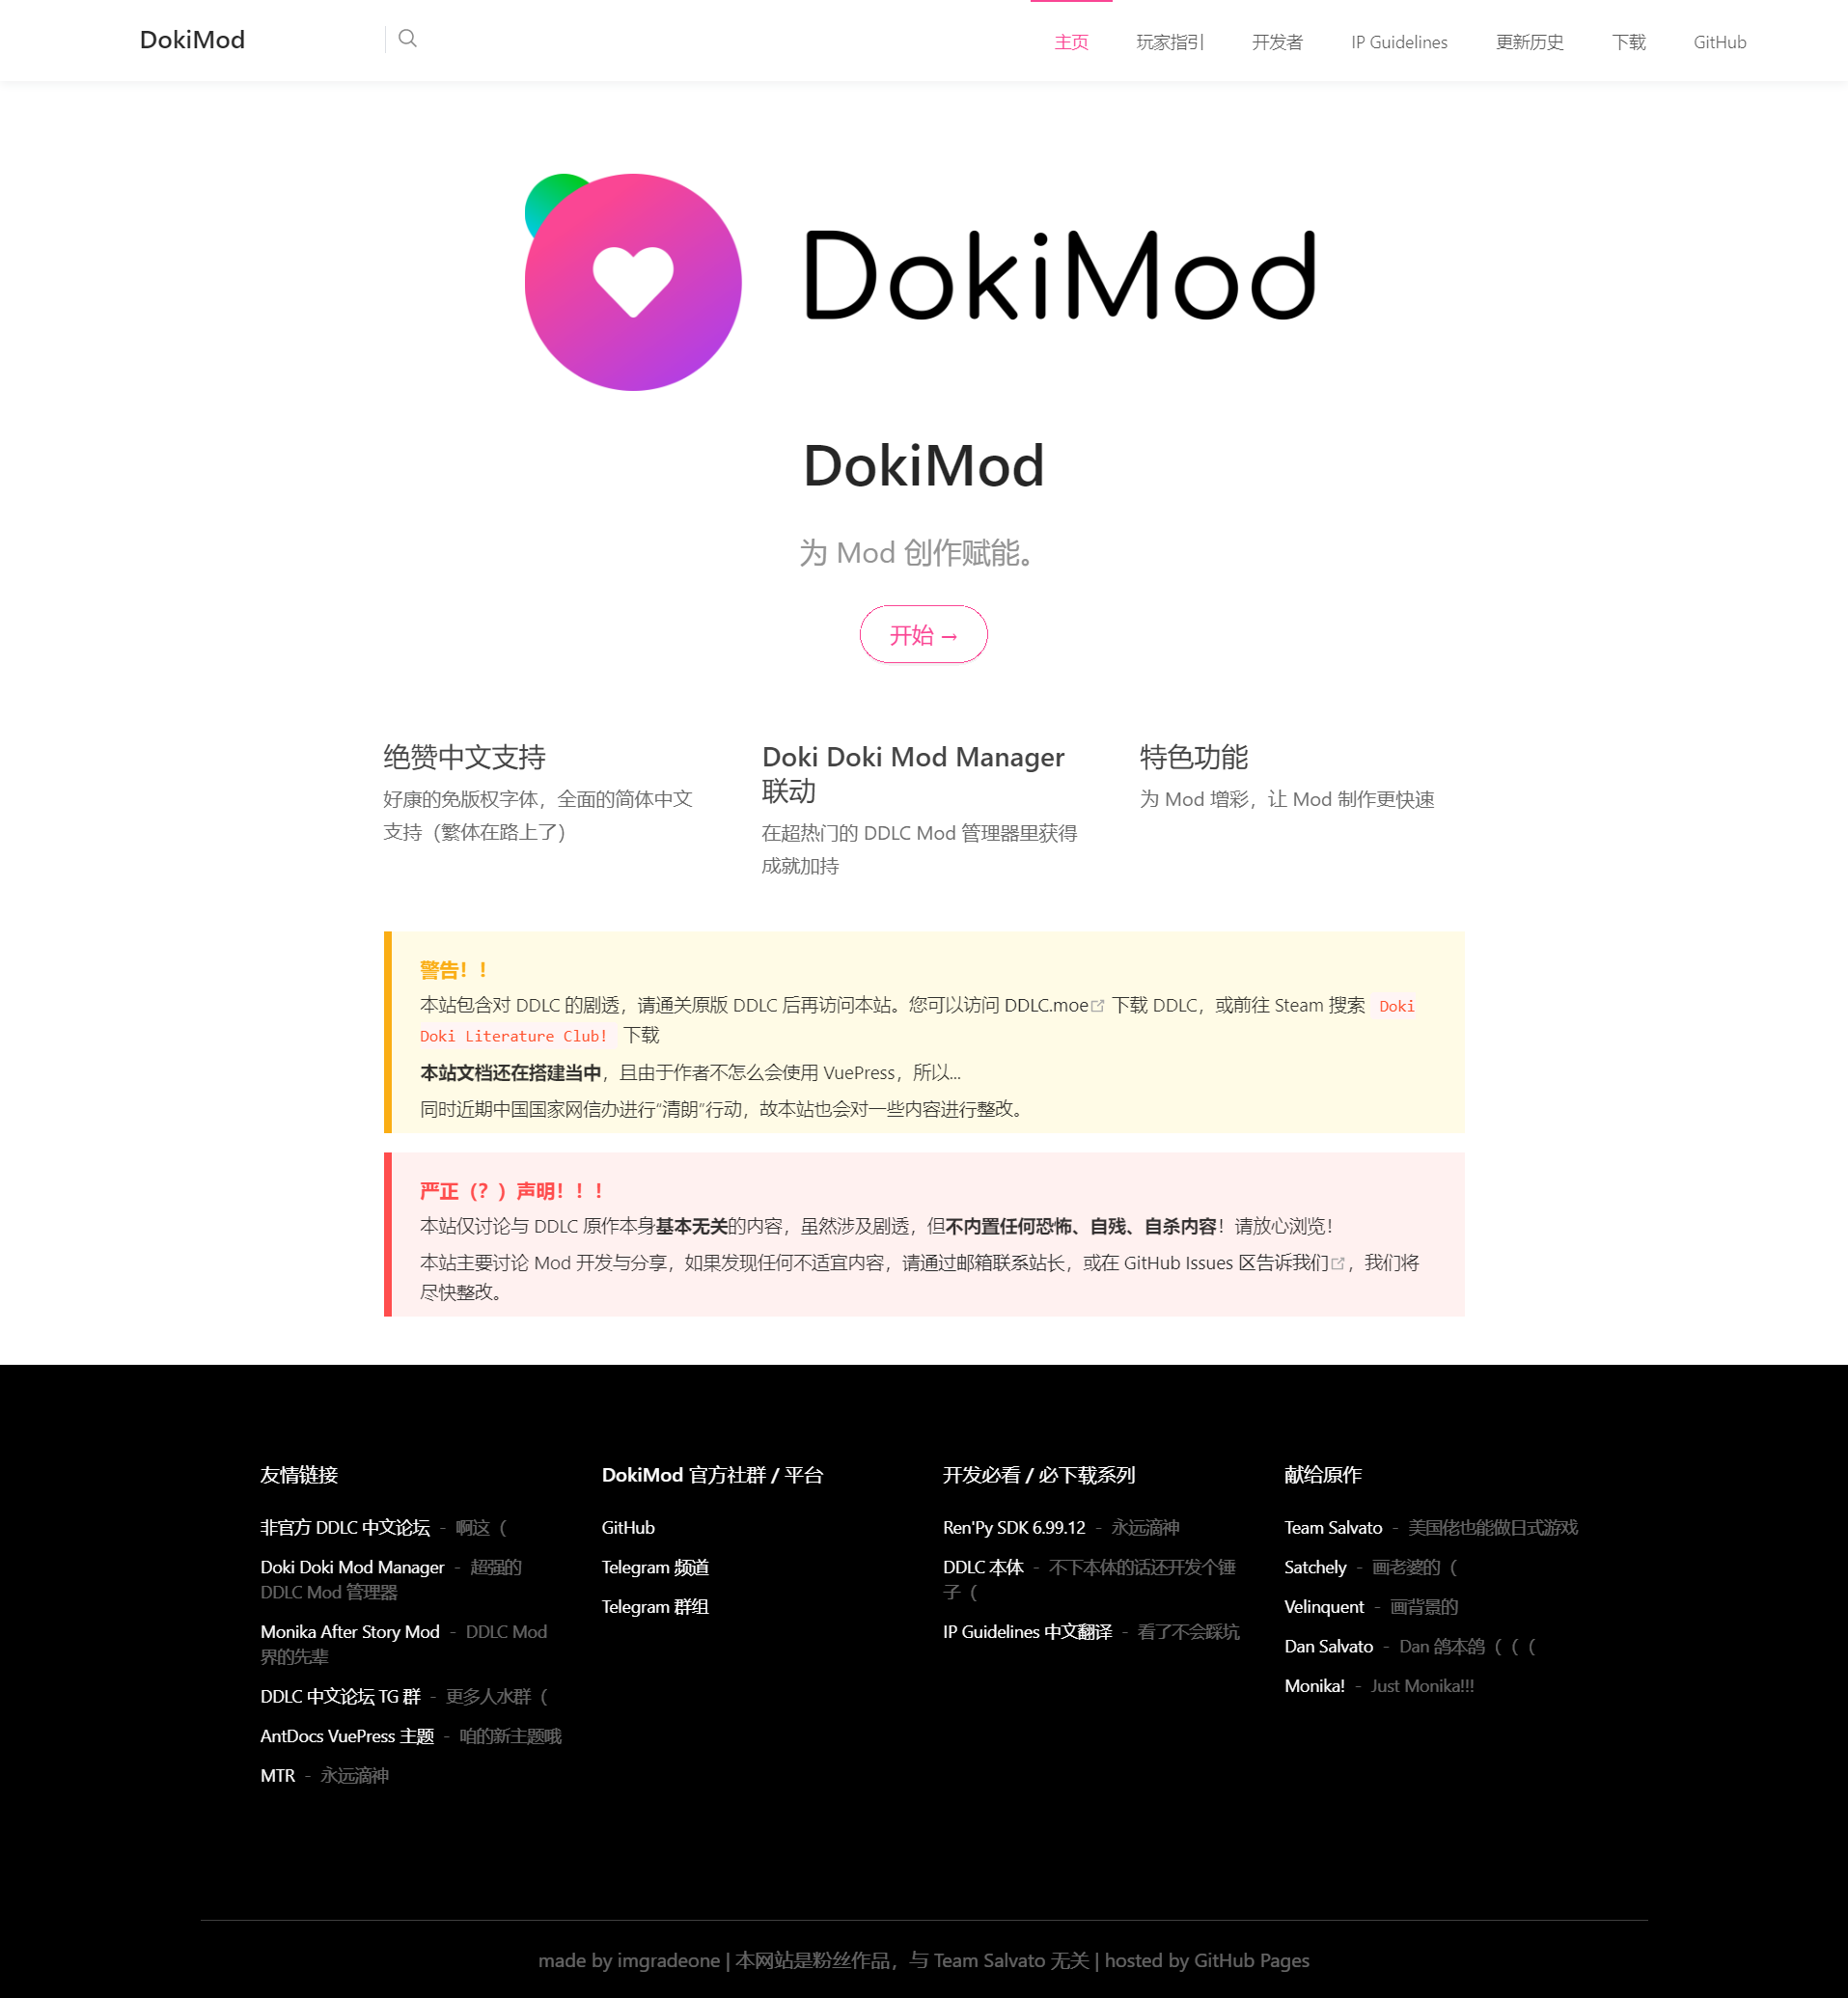 DokiMod
主页 玩家指引 开发者 IP Guidelines 更新历史 下载 GitHub
DokiMod
DokiMod
为 Mod 创作赋能。
开始 →
绝赞中文支持
好康的免版权字体，全面的简体中文
支持（繁体在路上了）
Doki Doki Mod Manager
联动
在超热门的 DDLC Mod 管理器里获得
成就加持
特色功能
为 Mod 增彩，让 Mod 制作更快速
警告！！
本站包含对 DDLC 的剧透，请通关原版 DDLC 后再访问本站。您可以访问 DDLC.moe 下载 DDLC，或前往 Steam 搜索 Doki
Doki Literature Club! 下载
本站文档还在搭建当中，且由于作者不怎么会使用 VuePress，所以...
同时近期中国国家网信办进行“清朗”行动，故本站也会对一些内容进行整改。
严正（？）声明！！！
本站仅讨论与 DDLC 原作本身基本无关的内容，虽然涉及剧透，但不内置任何恐怖、自残、自杀内容！请放心浏览！
本站主要讨论 Mod 开发与分享，如果发现任何不适宜内容，请通过邮箱联系站长，或在 GitHub Issues 区告诉我们，我们将
尽快整改。
友情链接
非官方 DDLC 中文论坛 - 啊这（
Doki Doki Mod Manager - 超强的
DDLC Mod 管理器
Monika After Story Mod - DDLC Mod
界的先辈
DDLC 中文论坛 TG 群 - 更多人水群（
AntDocs VuePress 主题 - 咱的新主题哦
MTR - 永远滴神
DokiMod 官方社群 / 平台
GitHub
Telegram 频道
Telegram 群组
开发必看 / 必下载系列
Ren'Py SDK 6.99.12 - 永远滴神
DDLC 本体 - 不下本体的话还开发个锤
子（
IP Guidelines 中文翻译 - 看了不会踩坑
献给原作
Team Salvato - 美国佬也能做日式游戏
Satchely - 画老婆的（
Velinquent - 画背景的
Dan Salvato - Dan 鸽本鸽（（（
Monika! - Just Monika!!!
made by imgradeone | 本网站是粉丝作品，与 Team Salvato 无关 | hosted by GitHub Pages